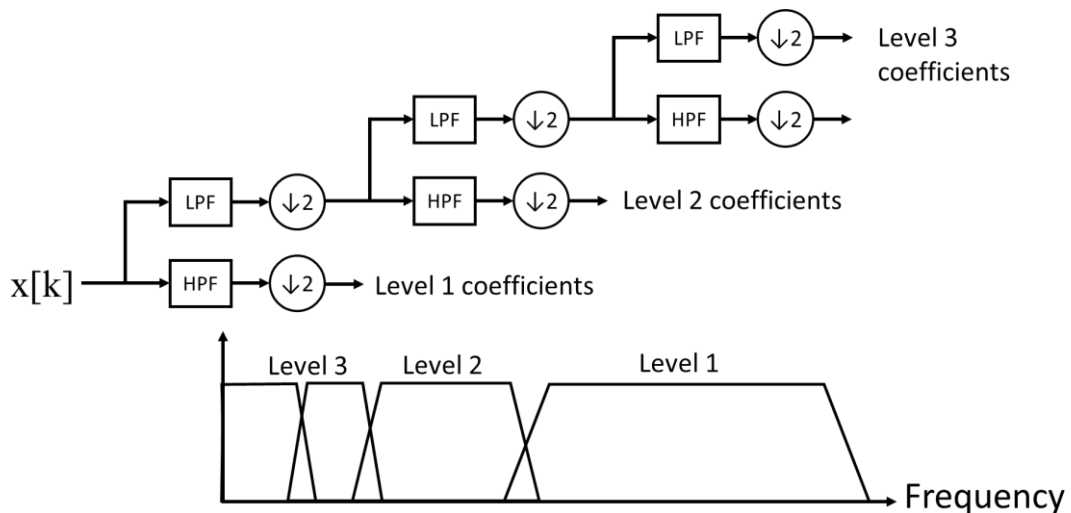 LPF ↓2 Level 3
coefficients
LPF ↓2 HPF ↓2
LPF ↓2 HPF ↓2 Level 2 coefficients
x[k] HPF ↓2 Level 1 coefficients
Level 3 Level 2 Level 1
Frequency